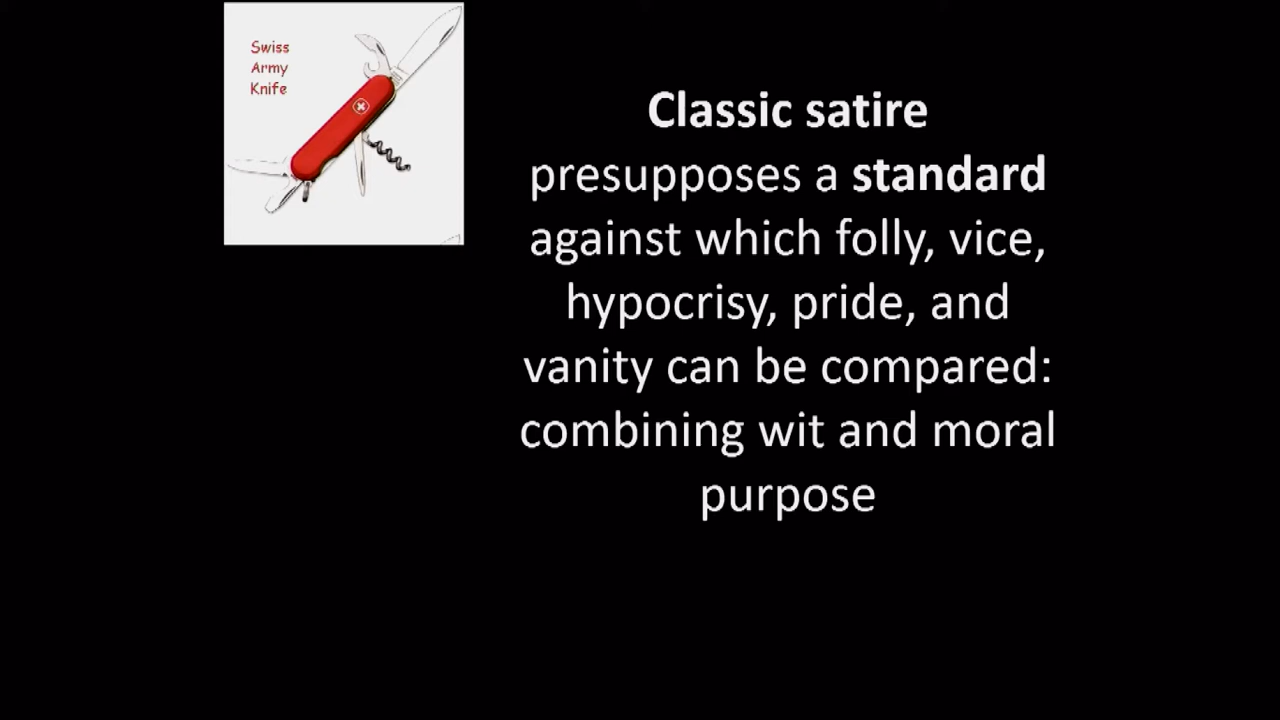 Swiss
Army
Knife
Classic satire
presupposes a standard
against which folly, vice,
hypocrisy, pride, and
vanity can be compared:
combining wit and moral
purpose